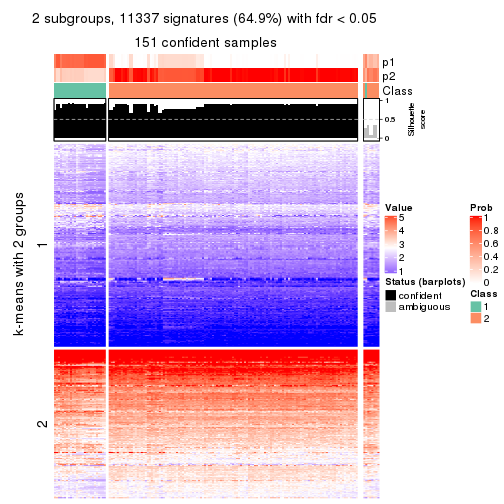 2 subgroups, 11337 signatures (64.9%) with fdr < 0.05
151 confident samples
p1
p2
Class
1
0.5
0
Silhouette
score
k-means with 2 groups
1
2
Value
5
4
3
2
1
Status (barplots)
confident
ambiguous
Prob
1
0.8
0.6
0.4
0.2
0
Class
1
2